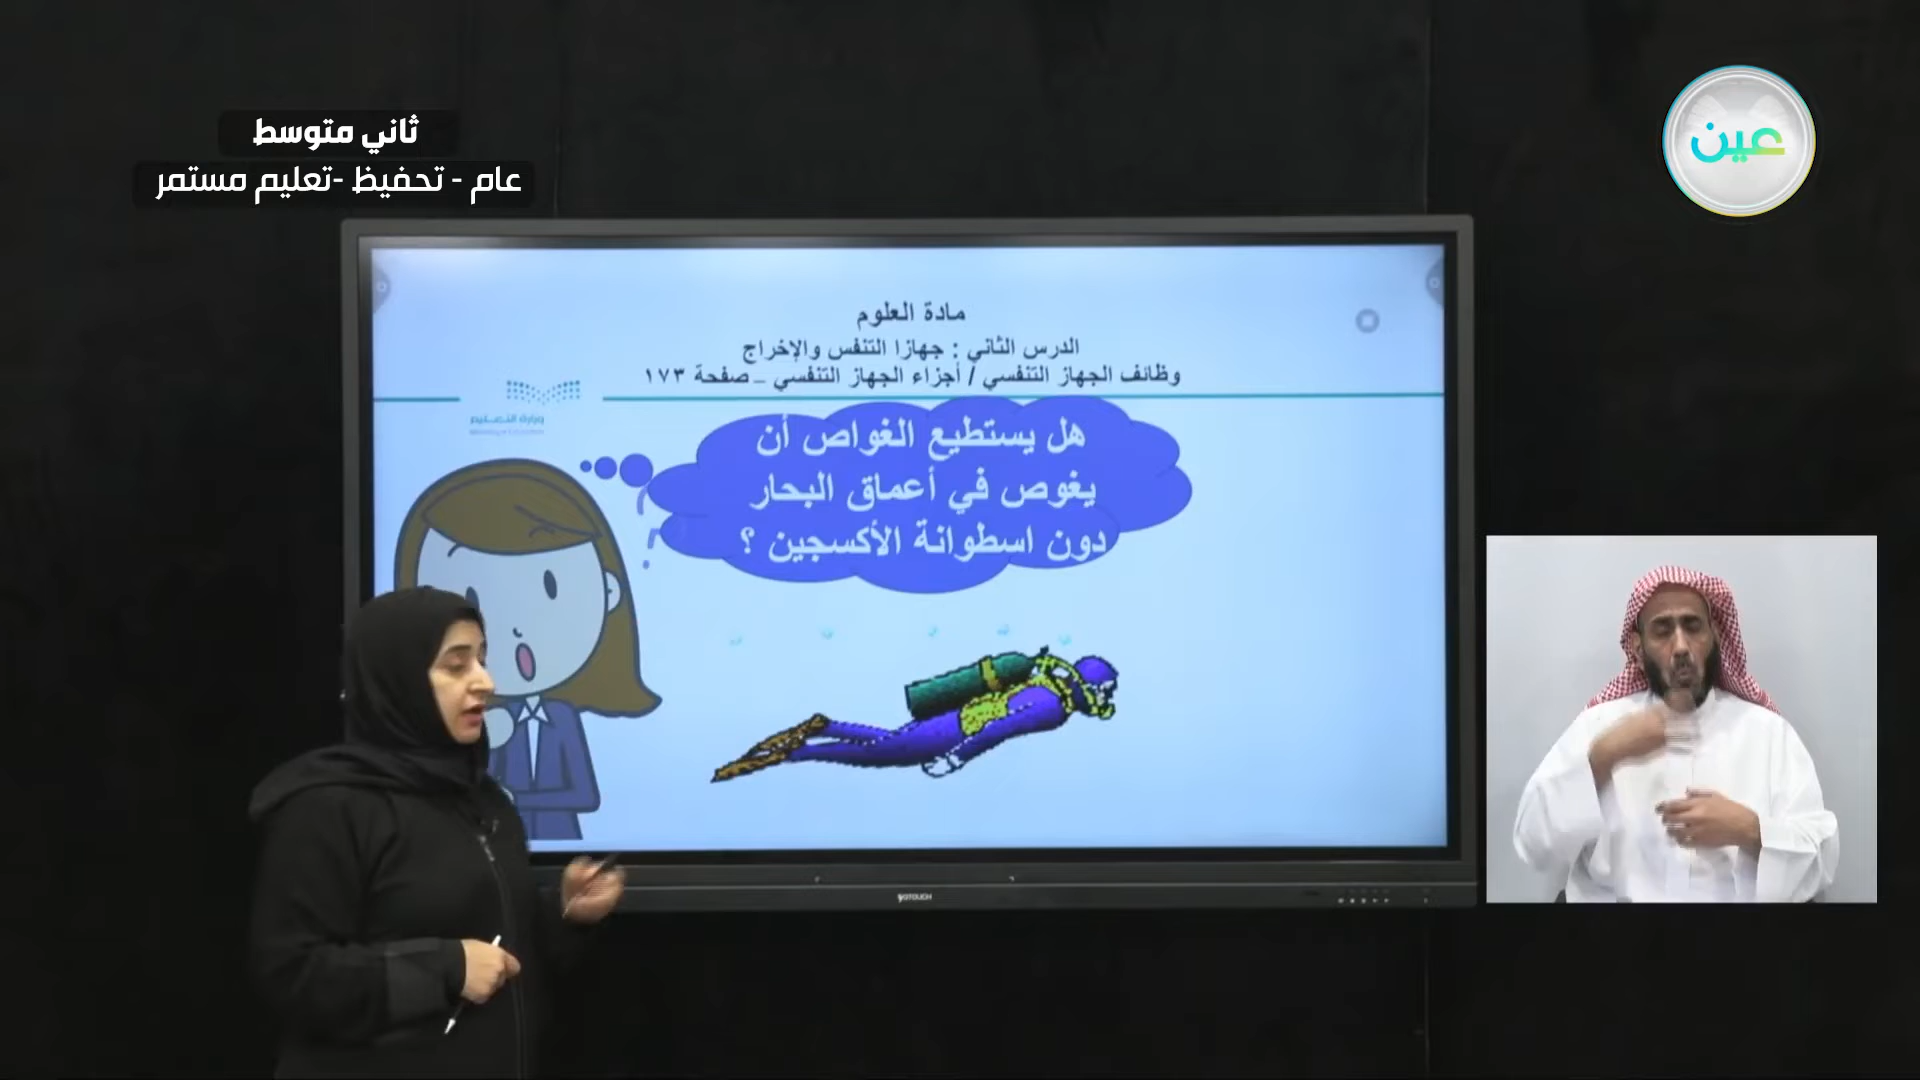 ثاني متوسط
عام - تحفيظ -تعليم مستمر
عين
مادة العلوم
الدرس الثاني : جهازا التنفس والإخراج
وظائف الجهاز التنفسي / أجزاء الجهاز التنفسي – صفحة ١٧٣
وزارة التعليم
هل يستطيع الغواص أن
يغوص في أعماق البحار
دون اسطوانة الأكسجين ؟